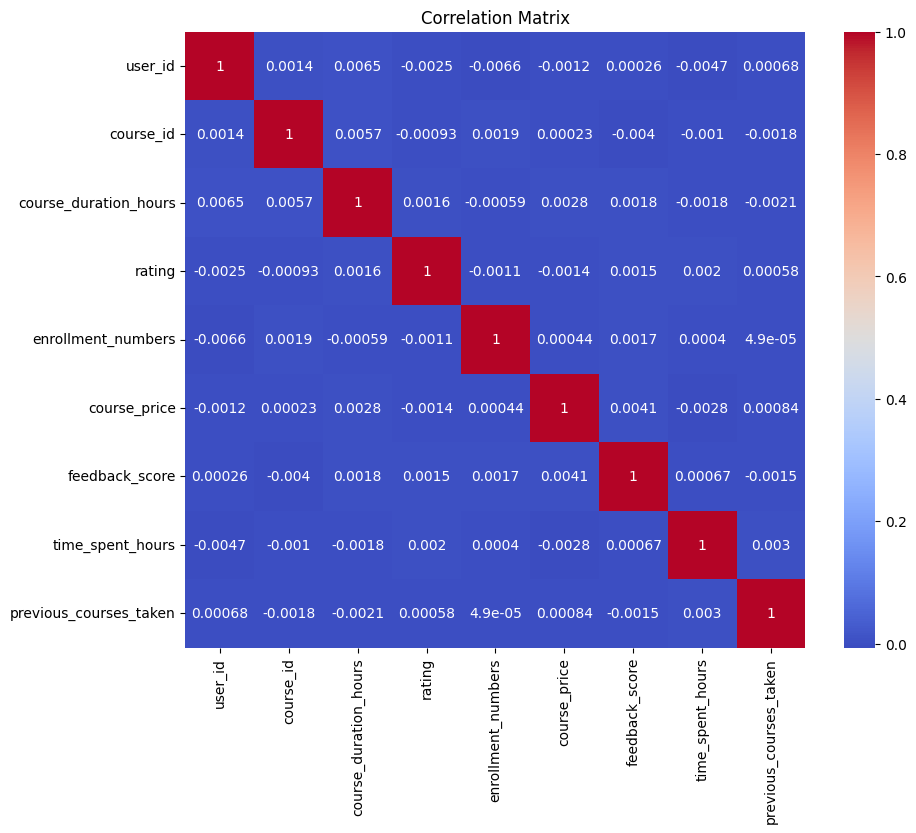 Correlation Matrix
user_id 1 0.0014 0.0065 -0.0025 -0.0066 -0.0012 0.00026 -0.0047 0.00068
course_id 0.0014 1 0.0057 -0.00093 0.0019 0.00023 -0.004 -0.001 -0.0018
course_duration_hours 0.0065 0.0057 1 0.0016 -0.00059 0.0028 0.0018 -0.0018 -0.0021
rating -0.0025 -0.00093 0.0016 1 -0.0011 -0.0014 0.0015 0.002 0.00058
enrollment_numbers -0.0066 0.0019 -0.00059 -0.0011 1 0.00044 0.0017 0.0004 4.9e-05
course_price -0.0012 0.00023 0.0028 -0.0014 0.00044 1 0.0041 -0.0028 0.00084
feedback_score 0.00026 -0.004 0.0018 0.0015 0.0017 0.0041 1 0.00067 -0.0015
time_spent_hours -0.0047 -0.001 -0.0018 0.002 0.0004 -0.0028 0.00067 1 0.003
previous_courses_taken 0.00068 -0.0018 -0.0021 0.00058 4.9e-05 0.00084 -0.0015 0.003 1
user_id
course_id
course_duration_hours
rating
enrollment_numbers
course_price
feedback_score
time_spent_hours
previous_courses_taken
1.0
0.8
0.6
0.4
0.2
0.0